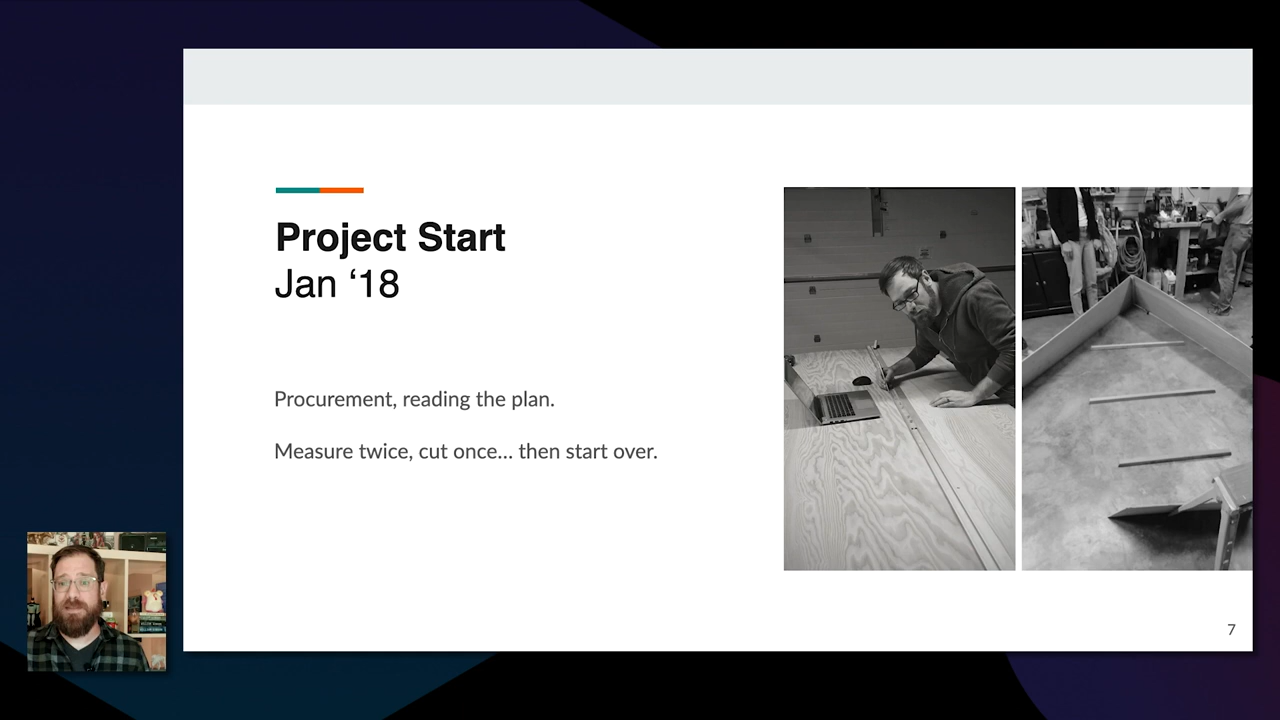 Project Start
Jan ‘18
Procurement, reading the plan.
Measure twice, cut once... then start over.
7